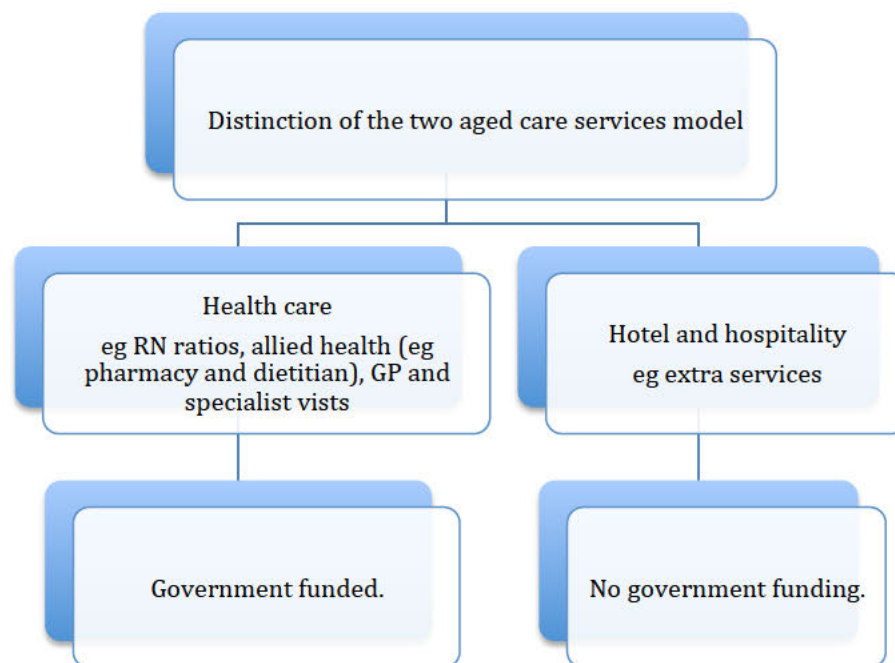 Distinction of the two aged care services model
Health care
eg RN ratios, allied health (eg
pharmacy and dietitian), GP and
specialist vists
Hotel and hospitality
eg extra services
Government funded.
No government funding.